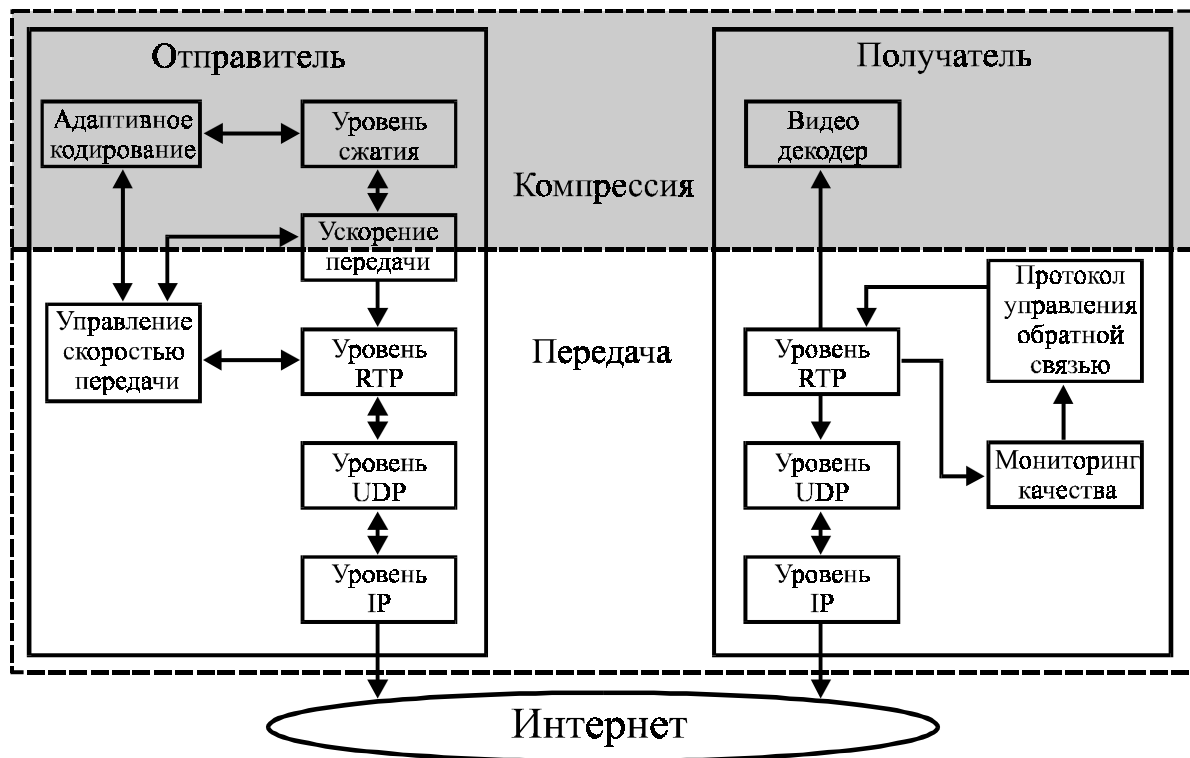 Отправитель
Адаптивное
кодирование
Уровень
сжатия
Ускорение
передачи
Управление
скоростью
передачи
Уровень
RTP
Уровень
UDP
Уровень
IP
Компрессия
Передача
Получатель
Видео
декодер
Протокол
управления
обратной
связью
Уровень
RTP
Мониторинг
качества
Уровень
UDP
Уровень
IP
Интернет